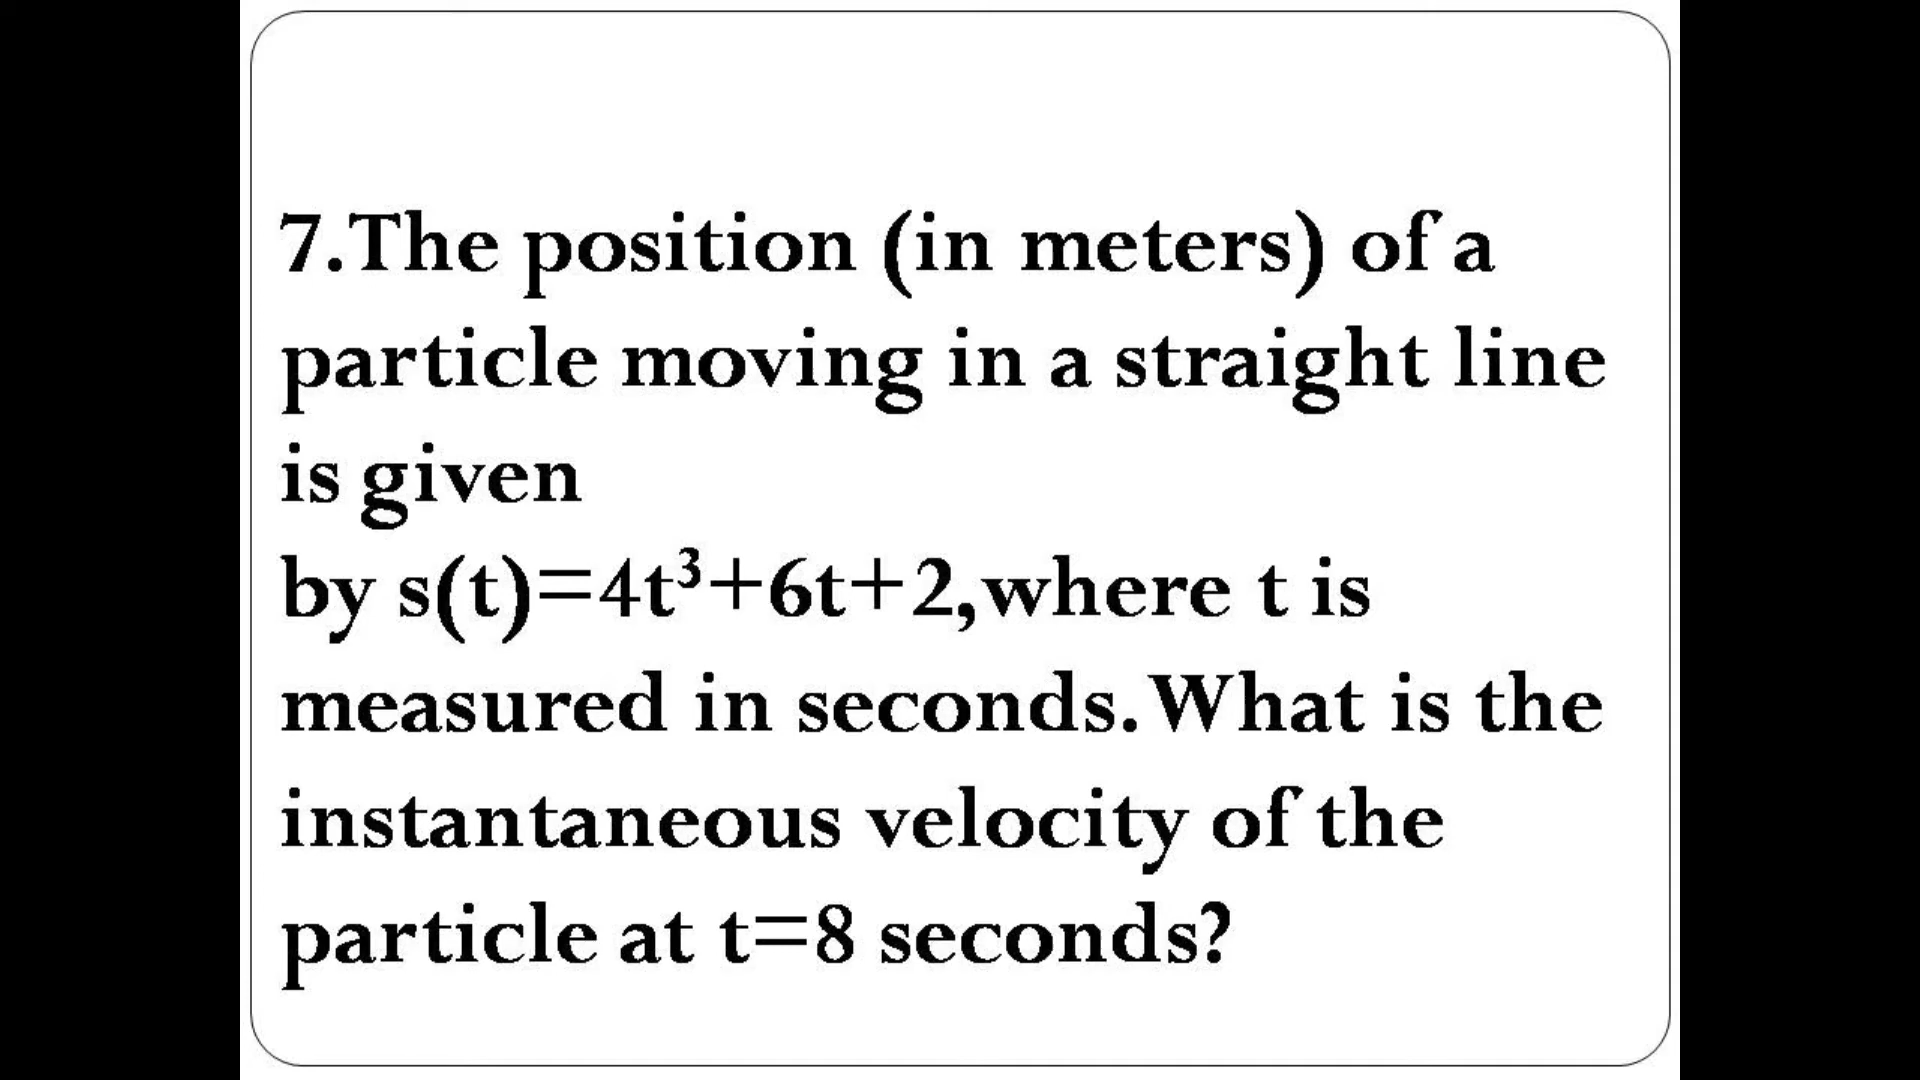 7.The position (in meters) of a
particle moving in a straight line
is given
by s(t)=4t³+6t+2,where t is
measured in seconds. What is the
instantaneous velocity of the
particle at t=8 seconds?